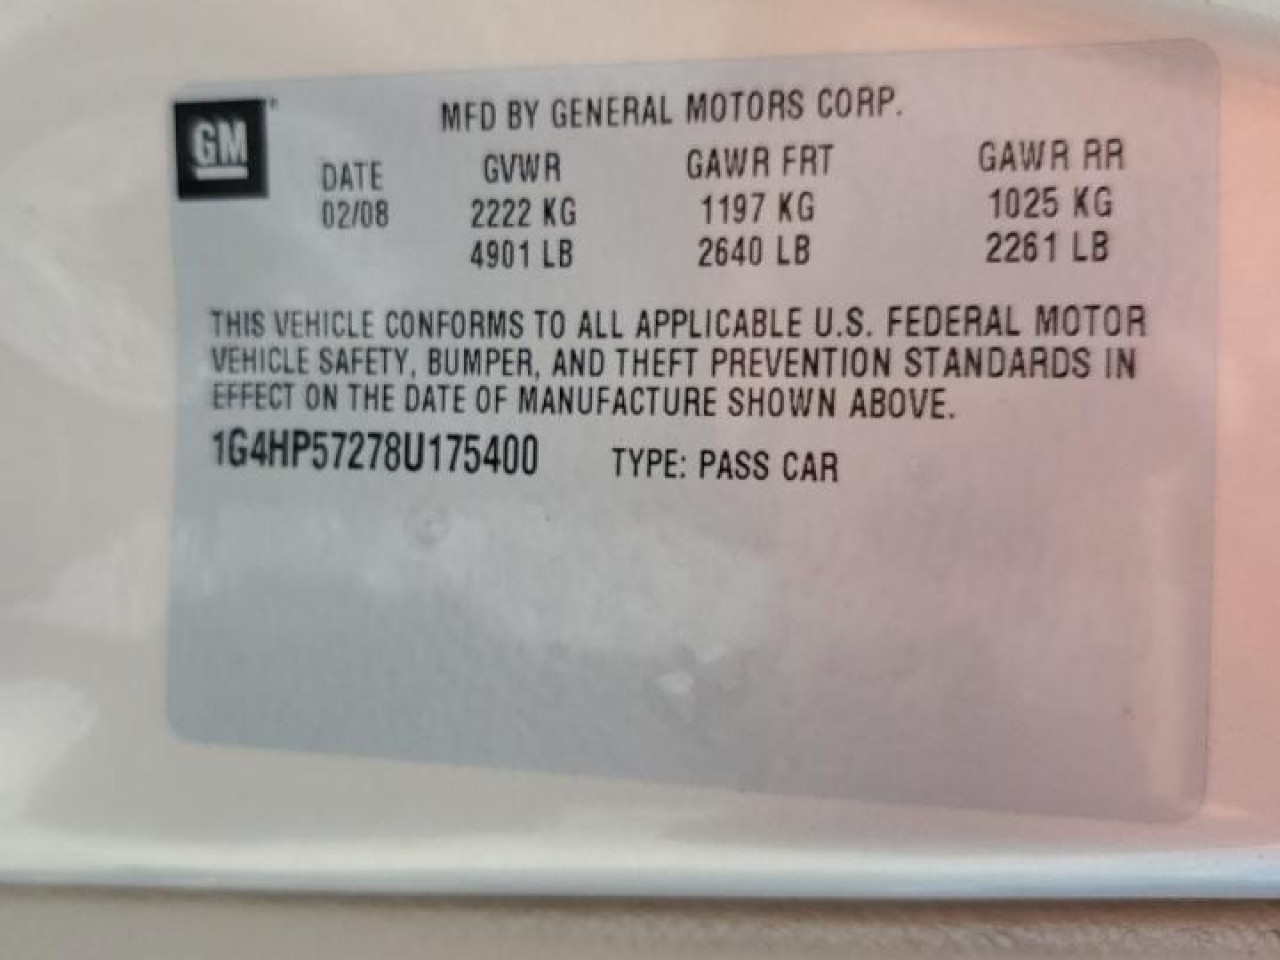 GM
MFD BY GENERAL MOTORS CORP.
DATE GVWR GAWR FRT GAWR RR
02/08 2222 KG 1197 KG 1025 KG
4901 LB 2640 LB 2261 LB
THIS VEHICLE CONFORMS TO ALL APPLICABLE U.S. FEDERAL MOTOR
VEHICLE SAFETY, BUMPER, AND THEFT PREVENTION STANDARDS IN
EFFECT ON THE DATE OF MANUFACTURE SHOWN ABOVE.
1G4HP57278U175400 TYPE: PASS CAR